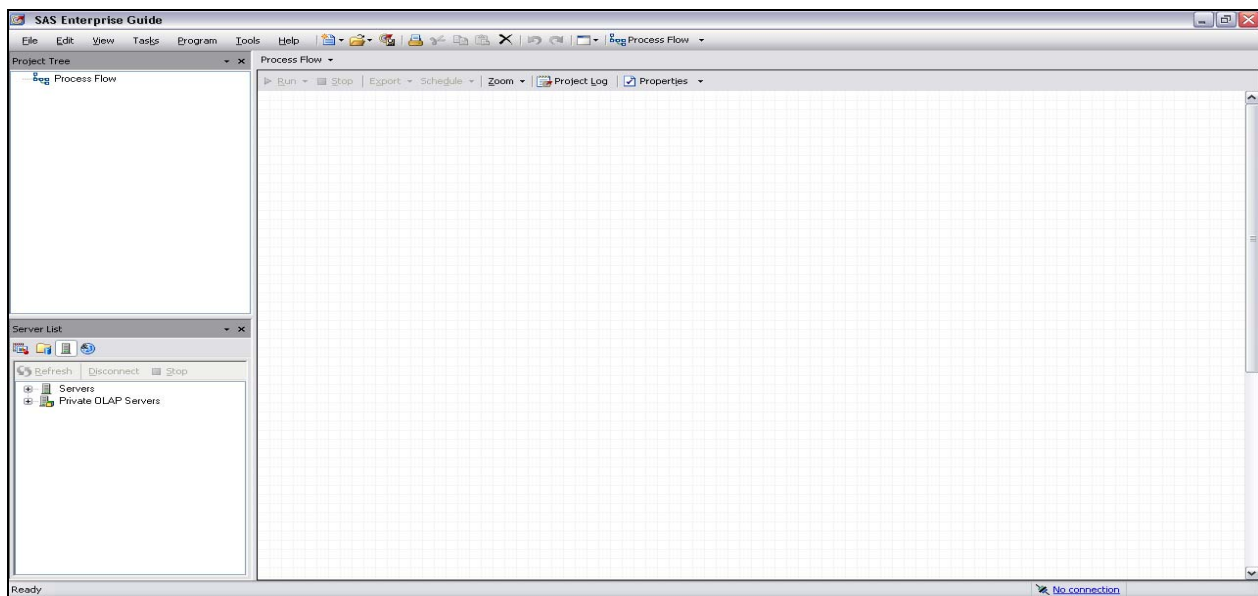 SAS Enterprise Guide
File Edit View Tasks Program Tools Help Process Flow
Project Tree
Process Flow
Process Flow
Run Stop Export Schedule Zoom Project Log Properties
Server List
Refresh Disconnect Stop
Servers
Private OLAP Servers
Ready
No connection